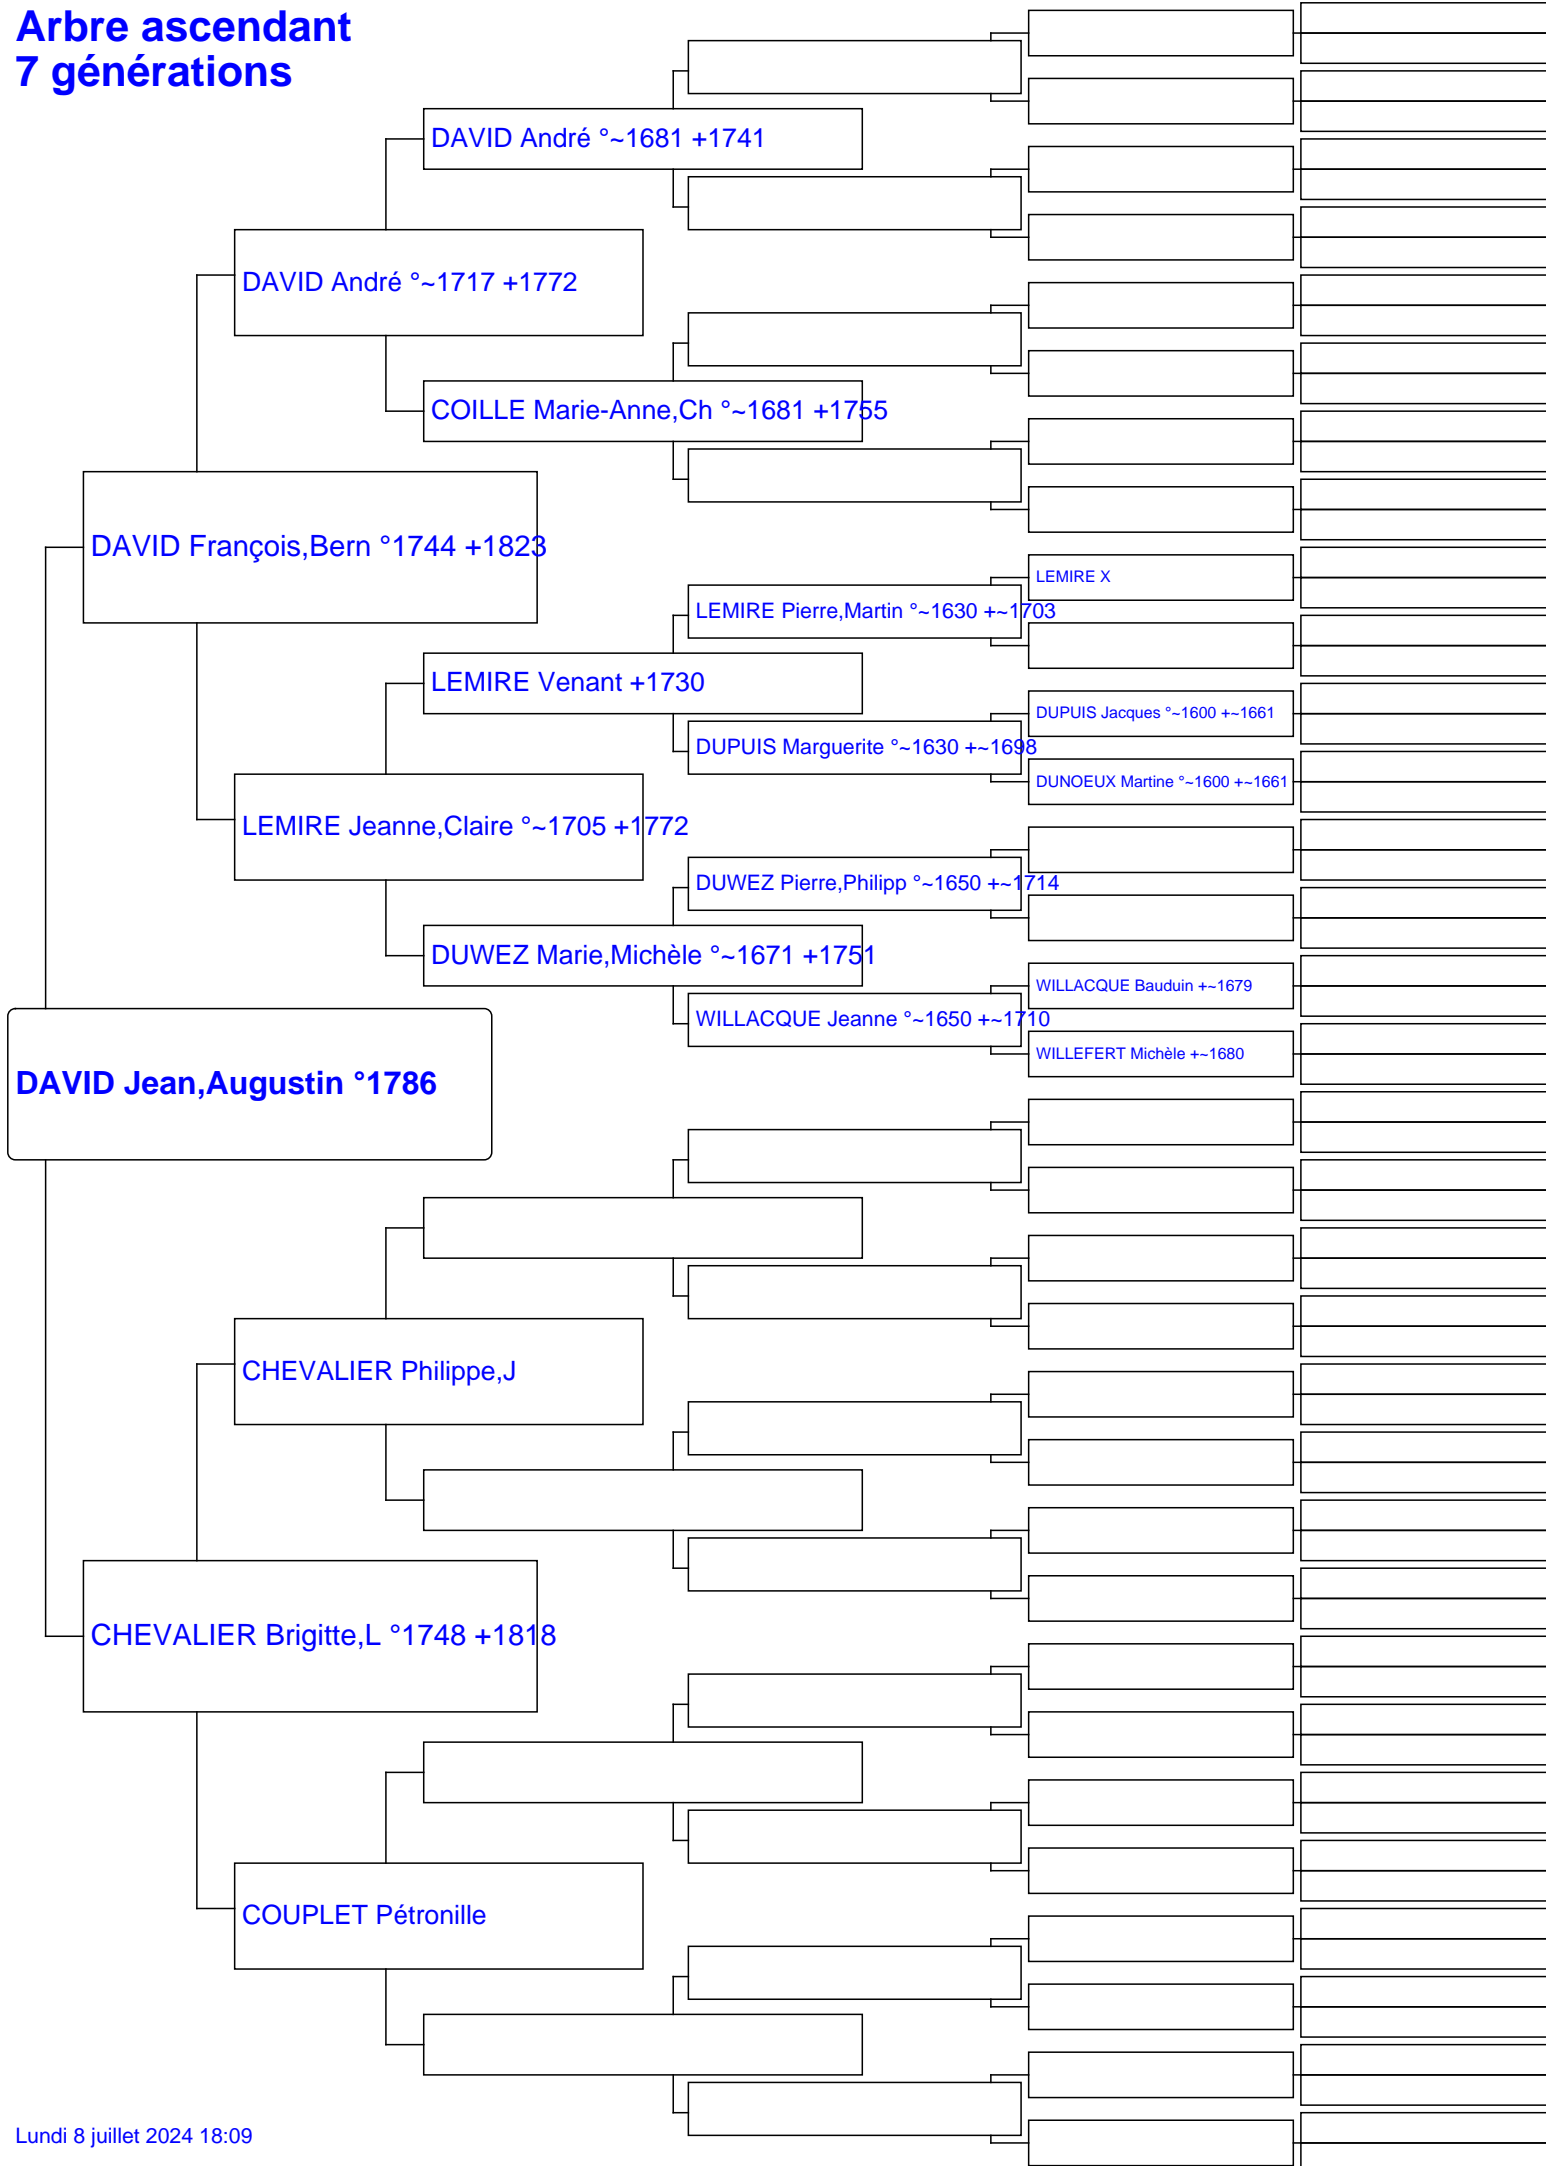 Arbre ascendant
7 générations
DAVID André °~1681 +1741
DAVID André °~1717 +1772
COILLE Marie-Anne,Ch °~1681 +1755
DAVID François,Bern °1744 +1823
LEMIRE X
LEMIRE Pierre,Martin °~1630 +~1703
LEMIRE Venant +1730
DUPUIS Jacques °~1600 +~1661
DUPUIS Marguerite °~1630 +~1698
DUNOEUX Martine °~1600 +~1661
LEMIRE Jeanne,Claire °~1705 +1772
DUWEZ Pierre,Philipp °~1650 +~1714
DUWEZ Marie,Michèle °~1671 +1751
WILLACQUE Bauduin +~1679
WILLACQUE Jeanne °~1650 +~1710
WILLEFERT Michèle +~1680
DAVID Jean,Augustin °1786
CHEVALIER Philippe,J
CHEVALIER Brigitte,L °1748 +1818
COUPLET Pétronille
Lundi 8 juillet 2024 18:09